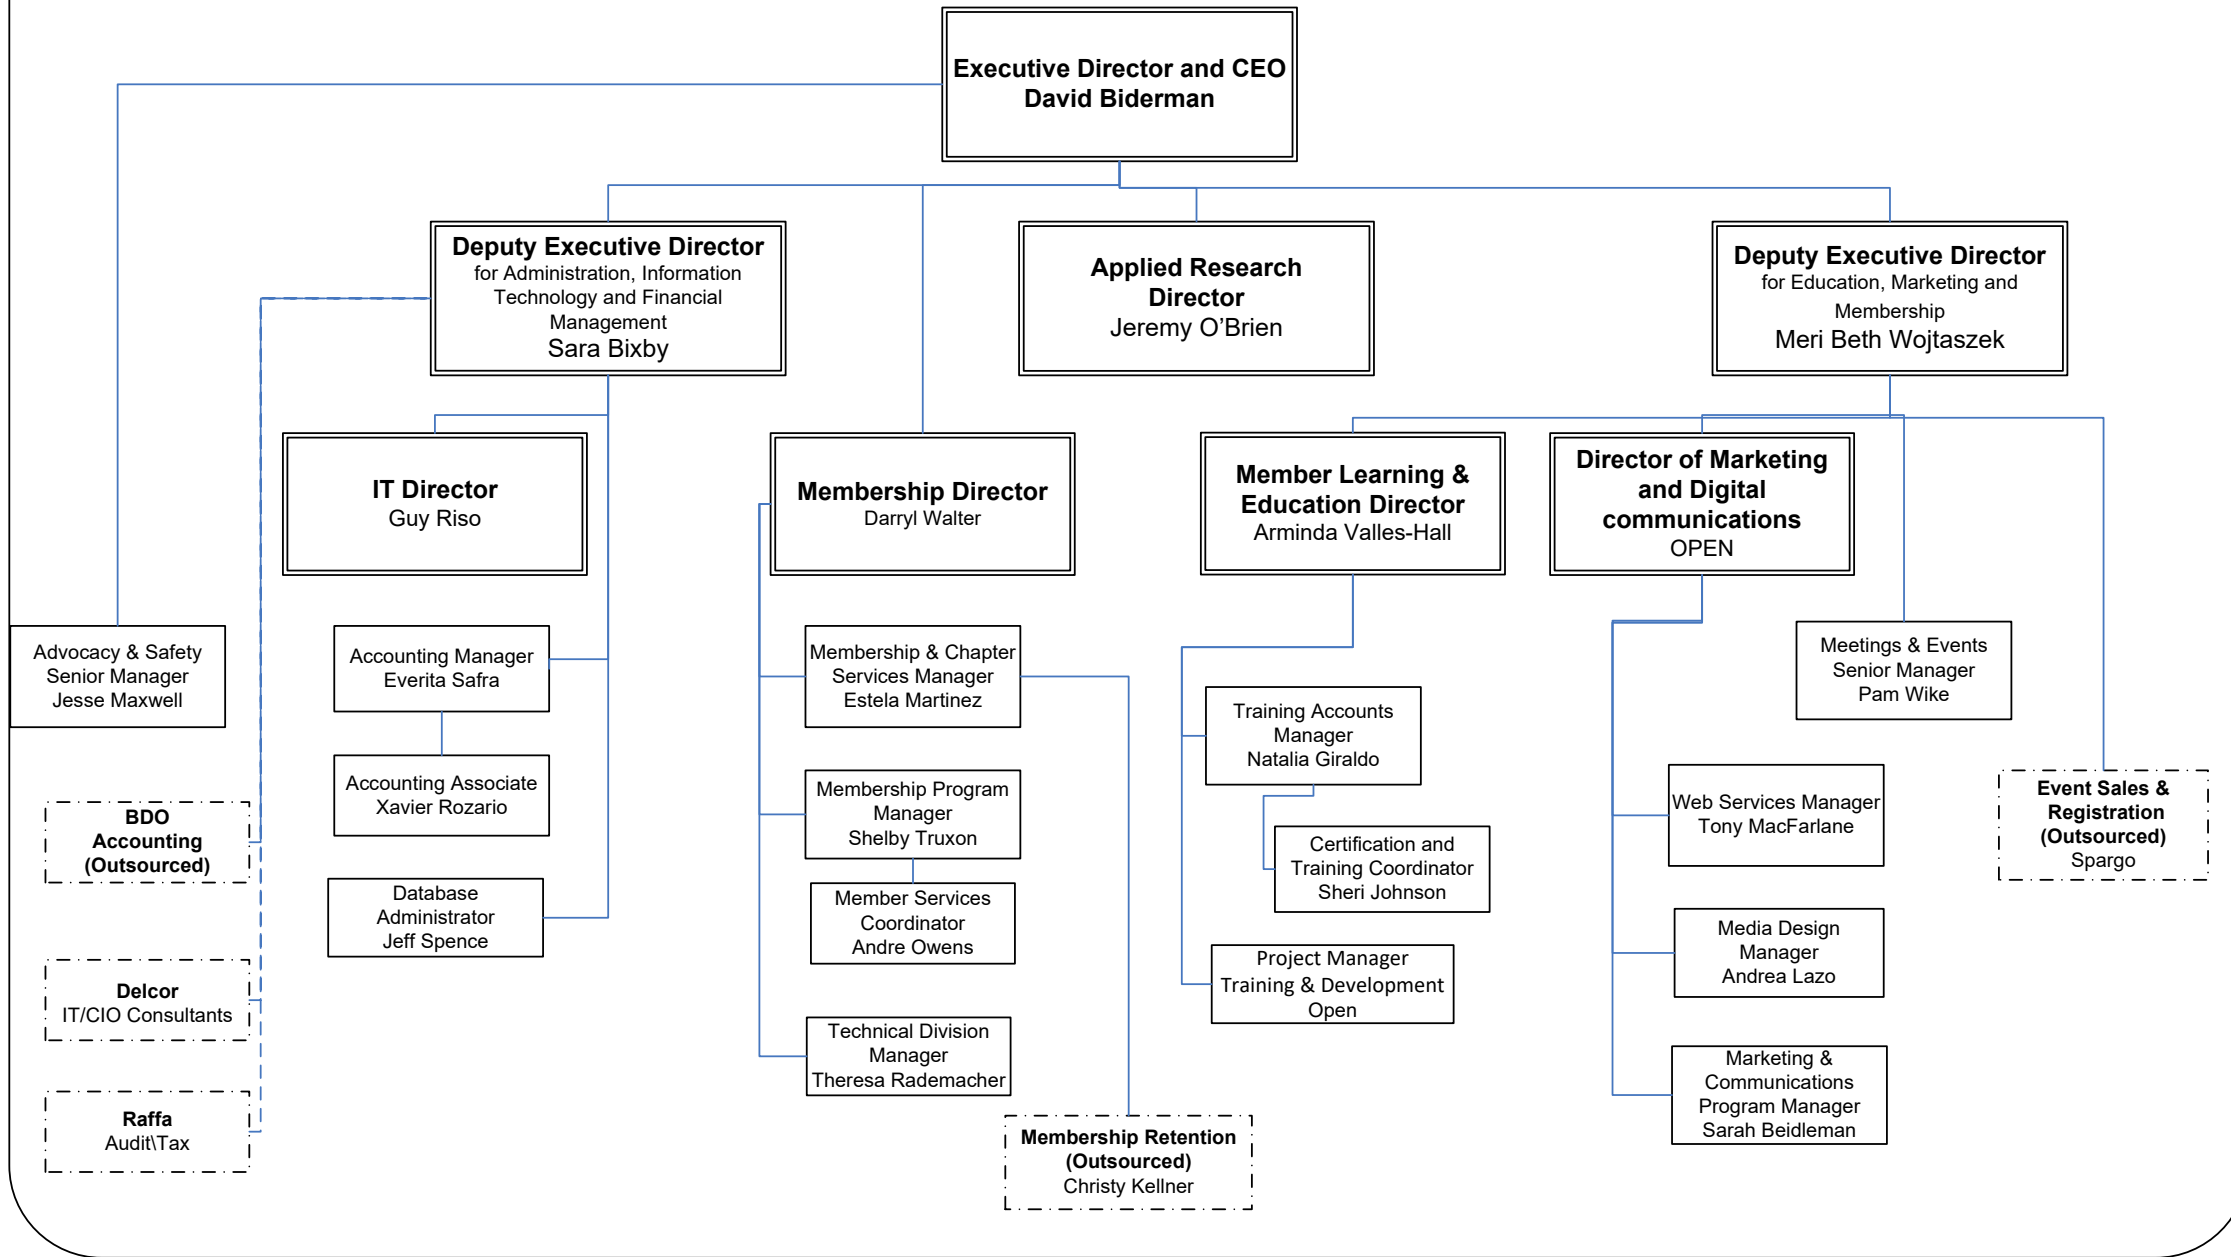 Executive Director and CEO
David Biderman
Deputy Executive Director
for Administration, Information
Technology and Financial
Management
Sara Bixby
Applied Research
Director
Jeremy O’Brien
Deputy Executive Director
for Education, Marketing and
Membership
Meri Beth Wojtaszek
IT Director
Guy Riso
Membership Director
Darryl Walter
Member Learning &
Education Director
Arminda Valles-Hall
Director of Marketing
and Digital
communications
OPEN
Advocacy & Safety
Senior Manager
Jesse Maxwell
Accounting Manager
Everita Safra
Membership & Chapter
Services Manager
Estela Martinez
Training Accounts
Manager
Natalia Giraldo
Meetings & Events
Senior Manager
Pam Wike
Accounting Associate
Xavier Rozario
Membership Program
Manager
Shelby Truxon
Web Services Manager
Tony MacFarlane
Event Sales &
Registration
(Outsourced)
Spargo
BDO
Accounting
(Outsourced)
Certification and
Training Coordinator
Sheri Johnson
Database
Administrator
Jeff Spence
Member Services
Coordinator
Andre Owens
Media Design
Manager
Andrea Lazo
Project Manager
Training & Development
Open
Delcor
IT/CIO Consultants
Technical Division
Manager
Theresa Rademacher
Marketing &
Communications
Program Manager
Sarah Beidleman
Raffa
Audit\Tax
Membership Retention
(Outsourced)
Christy Kellner